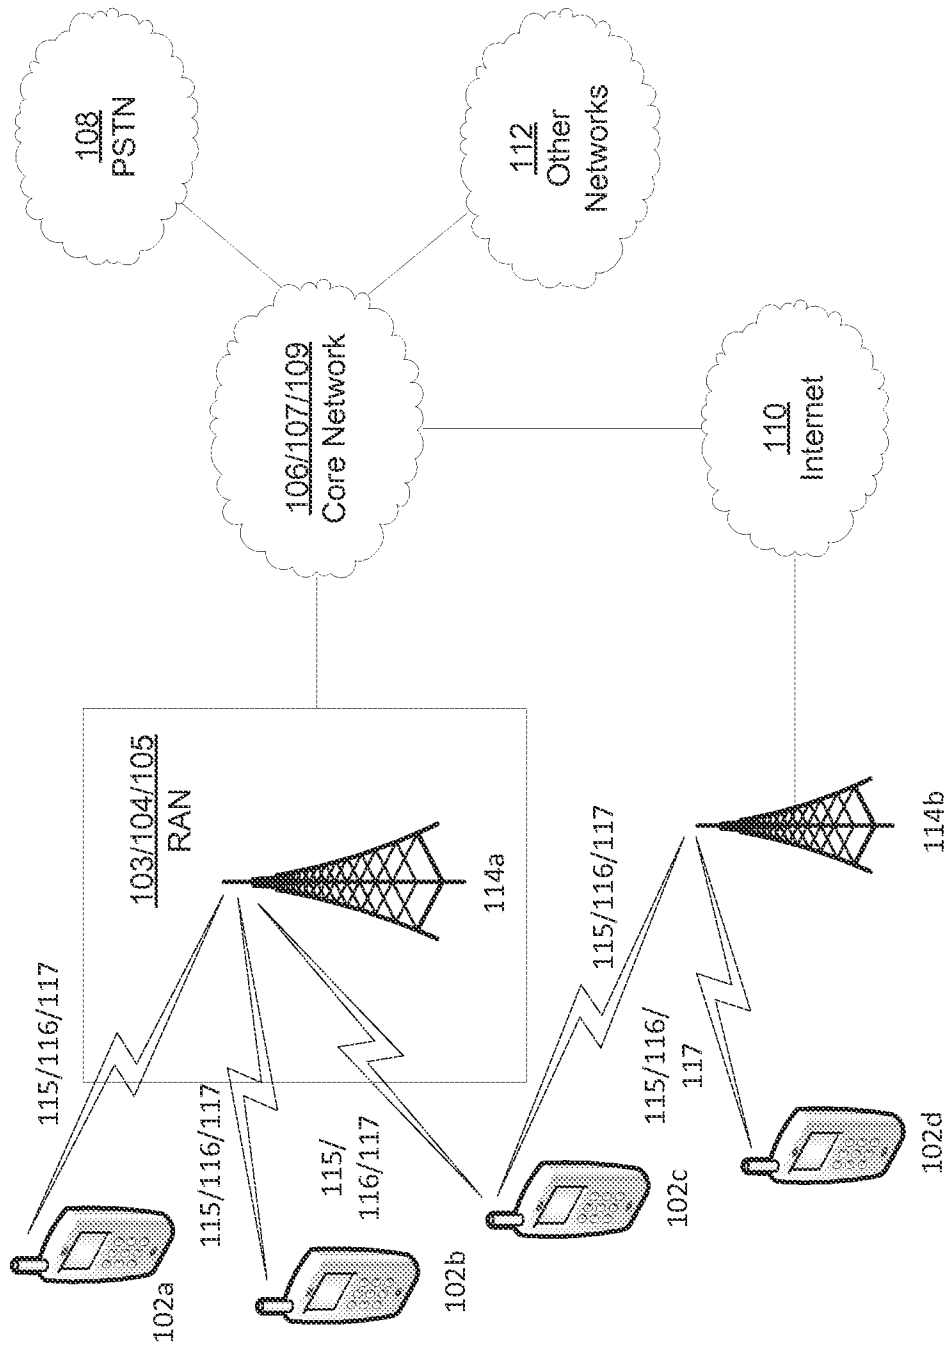 108
PSTN
106/107/109
Core Network
112
Other
Networks
110
Internet
103/104/105
RAN
114a
114b
115/116/117
115/116/117
115/
116/117
115/116/117
115/116/
117
102a
102b
102c
102d